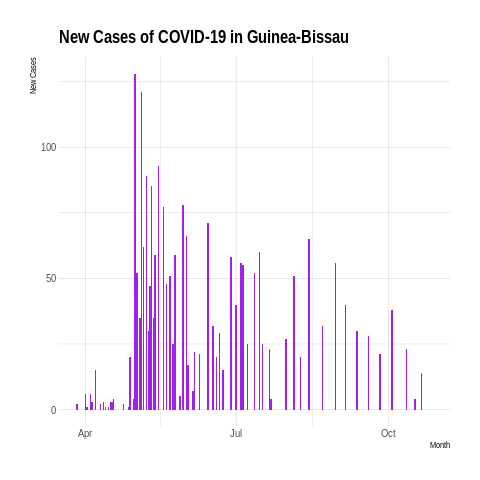 New Cases of COVID-19 in Guinea-Bissau
New Cases
100
50
0
Apr
Jul
Oct
Month